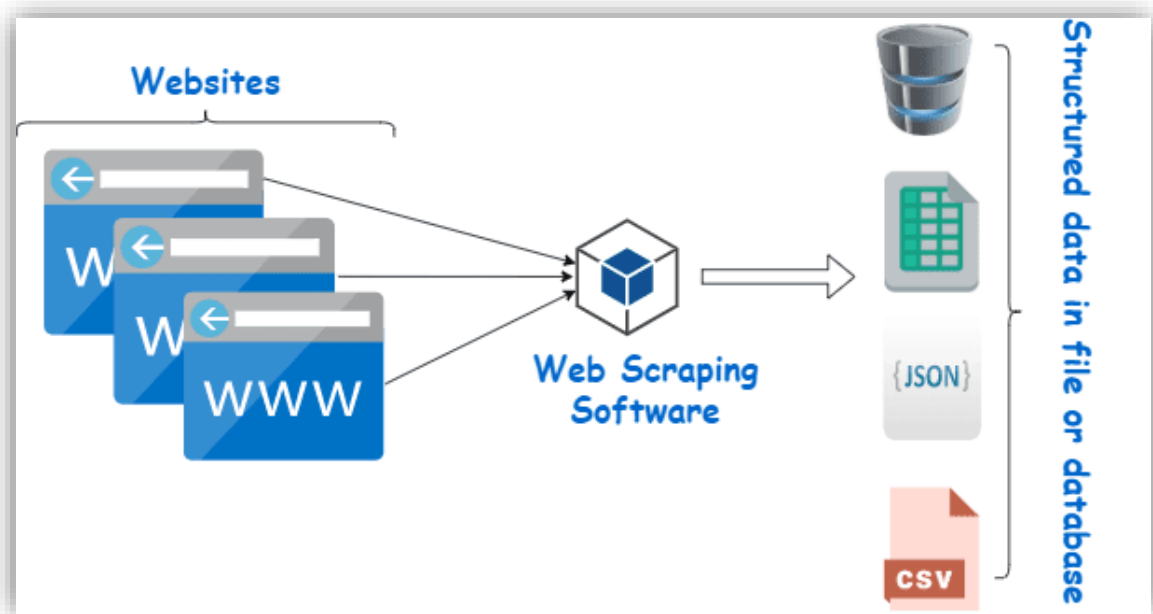 Websites
W
W
WWW
Web Scraping
Software
{JSON}
CSV
Structured data in file or database